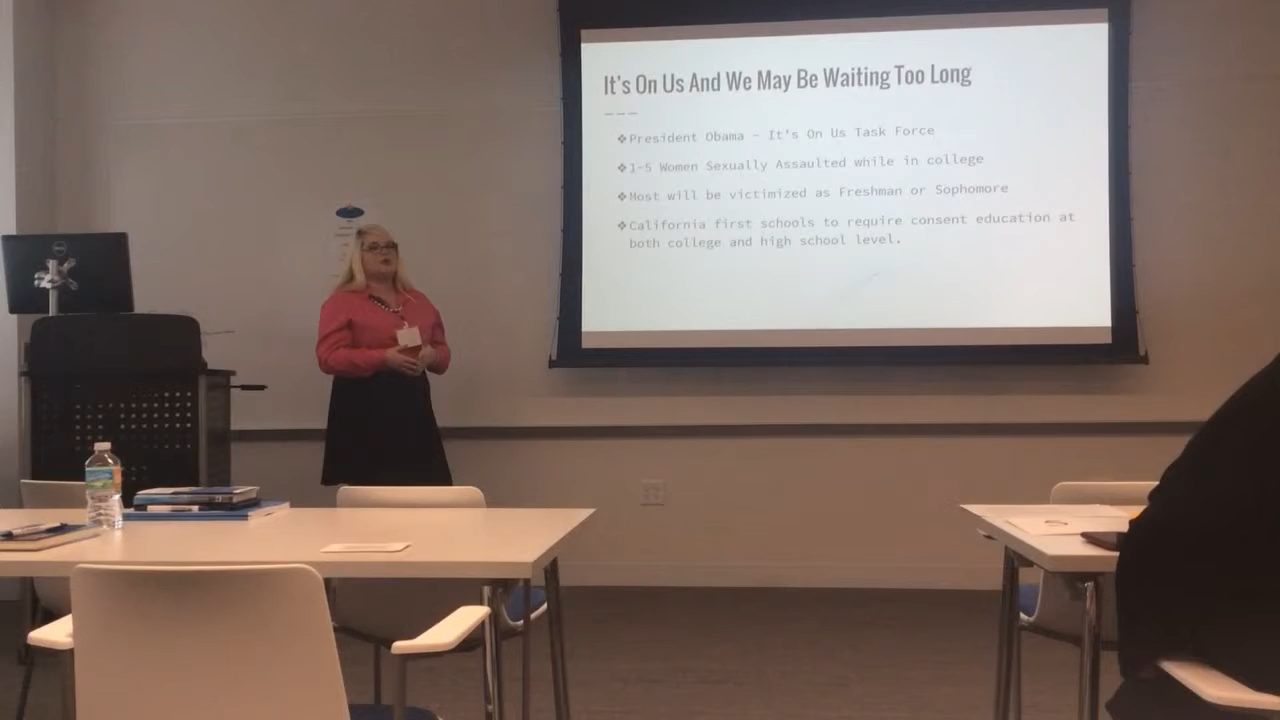 It's On Us And We May Be Waiting Too Long
❖President Obama – It's On Us Task Force
❖1-5 Women Sexually Assaulted while in college
❖Most will be victimized as Freshman or Sophomore
❖California first schools to require consent education at
both college and high school level.
DELL